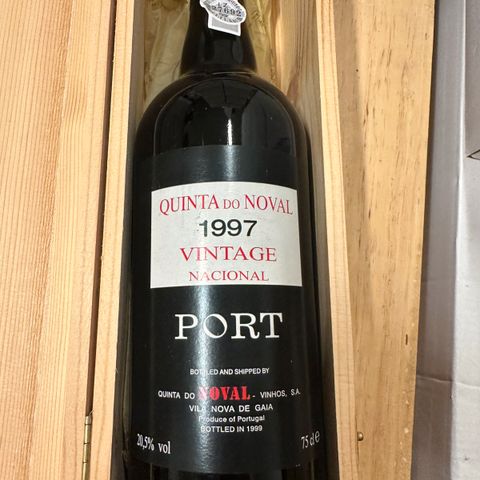 QUINTA DO NOVAL
1997
VINTAGE
NACIONAL
PORT
BOTTLED AND SHIPPED BY
QUINTA DO NOVAL - VINHOS, S.A.
VILA NOVA DE GAIA
Produce of Portugal
BOTTLED IN 1999
20,5% vol
75 cl e